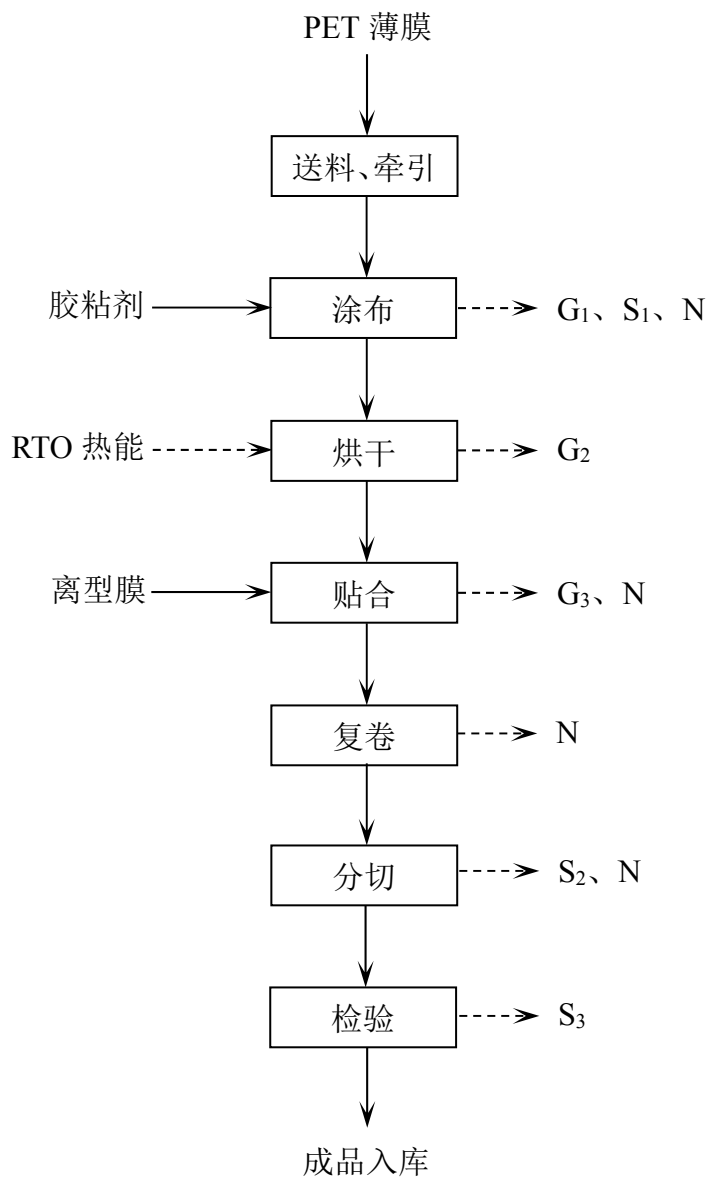 PET 薄膜
送料、牵引
胶粘剂 涂布 G₁、S₁、N
RTO 热能 烘干 G₂
离型膜 贴合 G₃、N
复卷 N
分切 S₂、N
检验 S₃
成品入库